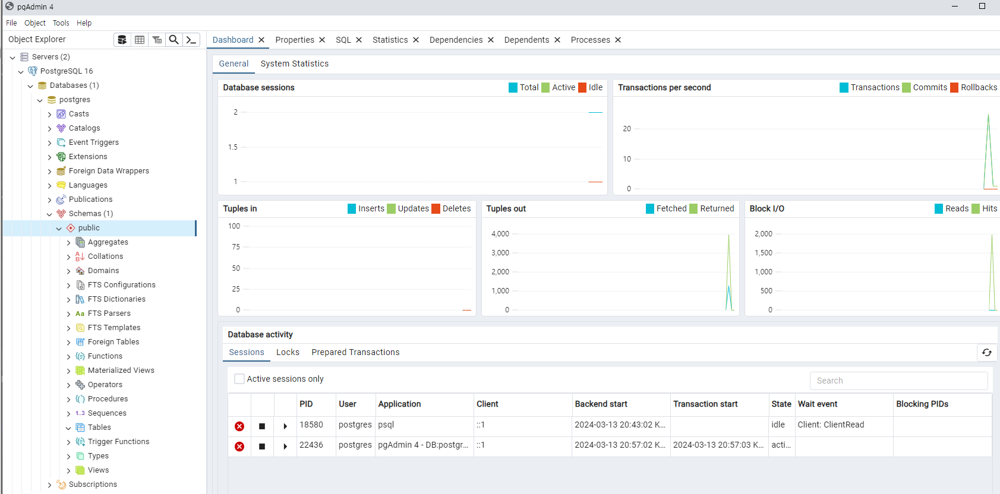 pgAdmin 4
File Object Tools Help
Object Explorer
Servers (2)
PostgreSQL 16
Databases (1)
postgres
Casts
Catalogs
Event Triggers
Extensions
Foreign Data Wrappers
Languages
Publications
Schemas (1)
public
Aggregates
Collations
Domains
FTS Configurations
FTS Dictionaries
Aa FTS Parsers
FTS Templates
Foreign Tables
Functions
Materialized Views
Operators
Procedures
1..3 Sequences
Tables
Trigger Functions
Types
Views
Subscriptions
Dashboard Properties SQL Statistics Dependencies Dependents Processes
General System Statistics
Database sessions Total Active Idle
2
1.5
1
Transactions per second Transactions Commits Rollbacks
20
10
0
Tuples in Inserts Updates Deletes
100
75
50
25
0
Tuples out Fetched Returned
4,000
3,000
2,000
1,000
0
Block I/O Reads Hits
2,000
1,500
1,000
500
0
Database activity
Sessions Locks Prepared Transactions
Active sessions only Search
PID User Application Client Backend start Transaction start State Wait event Blocking PIDs
18580 postgres psql ::1 2024-03-13 20:43:02 K... idle Client: ClientRead
22436 postgres pgAdmin 4 - DB:postgr... ::1 2024-03-13 20:57:02 K... 2024-03-13 20:57:03 K... acti...